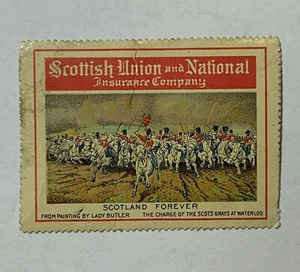 Scottish Union and National
Insurance Company
SCOTLAND FOREVER
FROM PAINTING BY LADY BUTLER THE CHARGE OF THE SCOTS GRAYS AT WATERLOO.